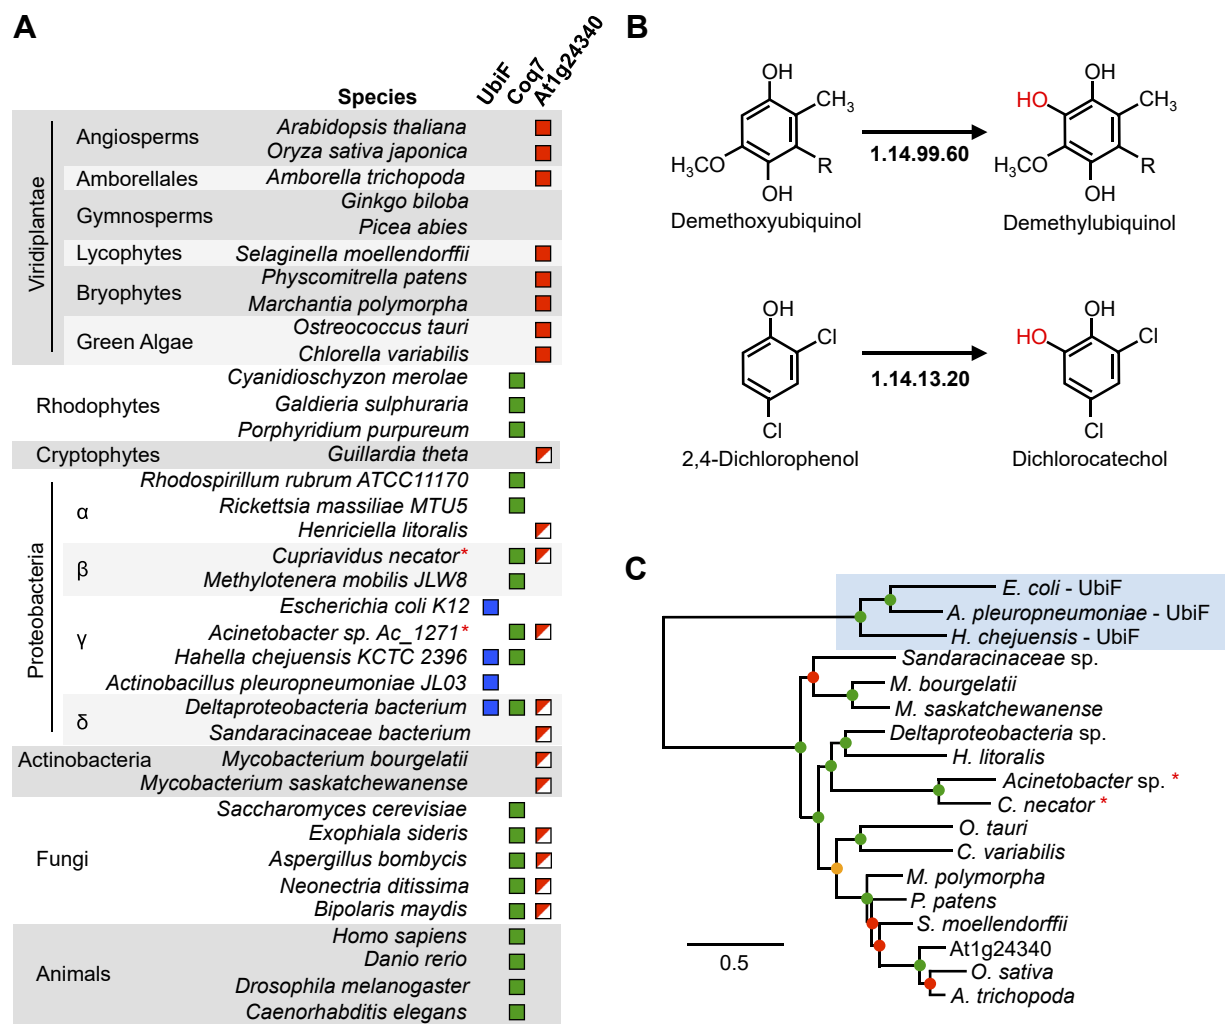 A
Species
UbiF
Coq7
At1g24340
Viridiplantae
Angiosperms
Arabidopsis thaliana
Oryza sativa japonica
Amborellales
Amborella trichopoda
Gymnosperms
Ginkgo biloba
Picea abies
Lycophytes
Selaginella moellendorffii
Bryophytes
Physcomitrella patens
Marchantia polymorpha
Green Algae
Ostreococcus tauri
Chlorella variabilis
Rhodophytes
Cyanidioschyzon merolae
Galdieria sulphuraria
Porphyridium purpureum
Cryptophytes
Guillardia theta
Proteobacteria
α
Rhodospirillum rubrum ATCC11170
Rickettsia massiliae MTU5
Henriciella litoralis
β
Cupriavidus necator*
Methylotenera mobilis JLW8
γ
Escherichia coli K12
Acinetobacter sp. Ac_1271*
Hahella chejuensis KCTC 2396
Actinobacillus pleuropneumoniae JL03
δ
Deltaproteobacteria bacterium
Sandaracinaceae bacterium
Actinobacteria
Mycobacterium bourgelatii
Mycobacterium saskatchewanense
Fungi
Saccharomyces cerevisiae
Exophiala sideris
Aspergillus bombycis
Neonectria ditissima
Bipolaris maydis
Animals
Homo sapiens
Danio rerio
Drosophila melanogaster
Caenorhabditis elegans
B
OH
CH3
H3CO
R
OH
Demethoxyubiquinol
1.14.99.60
OH
HO
CH3
H3CO
R
OH
Demethylubiquinol
OH
Cl
Cl
2,4-Dichlorophenol
1.14.13.20
OH
HO
Cl
Cl
Dichlorocatechol
C
E. coli - UbiF
A. pleuropneumoniae - UbiF
H. chejuensis - UbiF
Sandaracinaceae sp.
M. bourgelatii
M. saskatchewanense
Deltaproteobacteria sp.
H. litoralis
Acinetobacter sp. *
C. necator *
O. tauri
C. variabilis
M. polymorpha
P. patens
S. moellendorffii
At1g24340
O. sativa
A. trichopoda
0.5